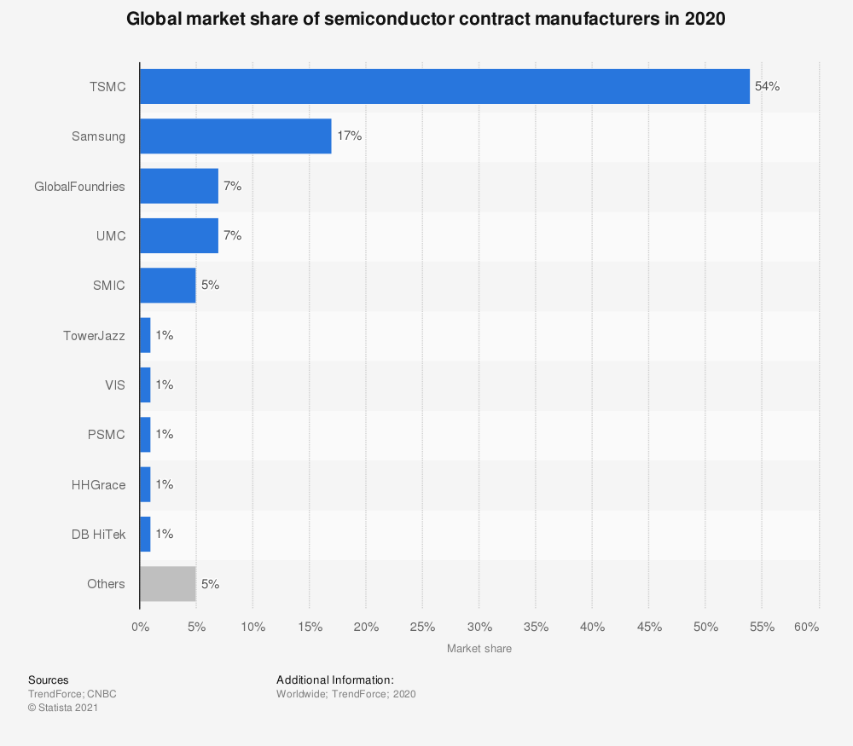 Global market share of semiconductor contract manufacturers in 2020
TSMC 54%
Samsung 17%
GlobalFoundries 7%
UMC 7%
SMIC 5%
TowerJazz 1%
VIS 1%
PSMC 1%
HHGrace 1%
DB HiTek 1%
Others 5%
0% 5% 10% 15% 20% 25% 30% 35% 40% 45% 50% 55% 60%
Market share
Sources
TrendForce; CNBC
© Statista 2021
Additional Information:
Worldwide; TrendForce; 2020